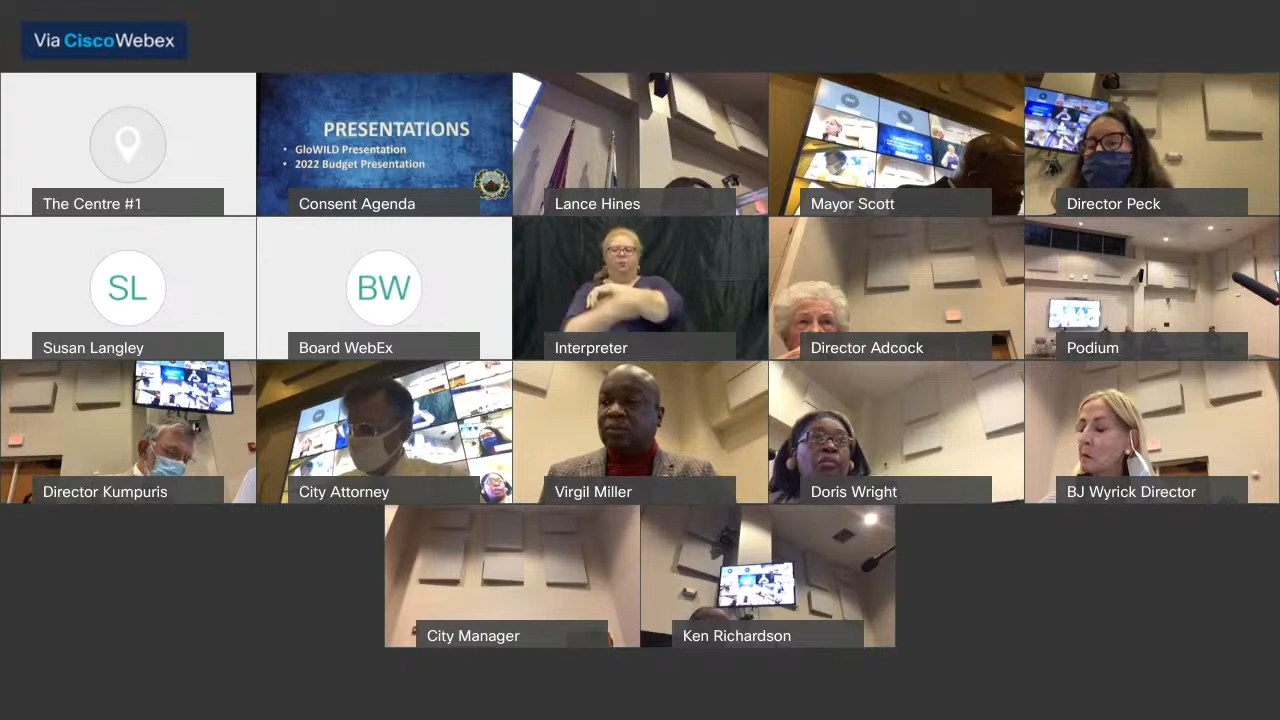 Via Cisco Webex
PRESENTATIONS
• GloWILD Presentation
• 2022 Budget Presentation
The Centre #1
Consent Agenda
Lance Hines
Mayor Scott
Director Peck
SL
BW
Susan Langley
Board WebEx
Interpreter
Director Adcock
Podium
Director Kumpuris
City Attorney
Virgil Miller
Doris Wright
BJ Wyrick Director
City Manager
Ken Richardson